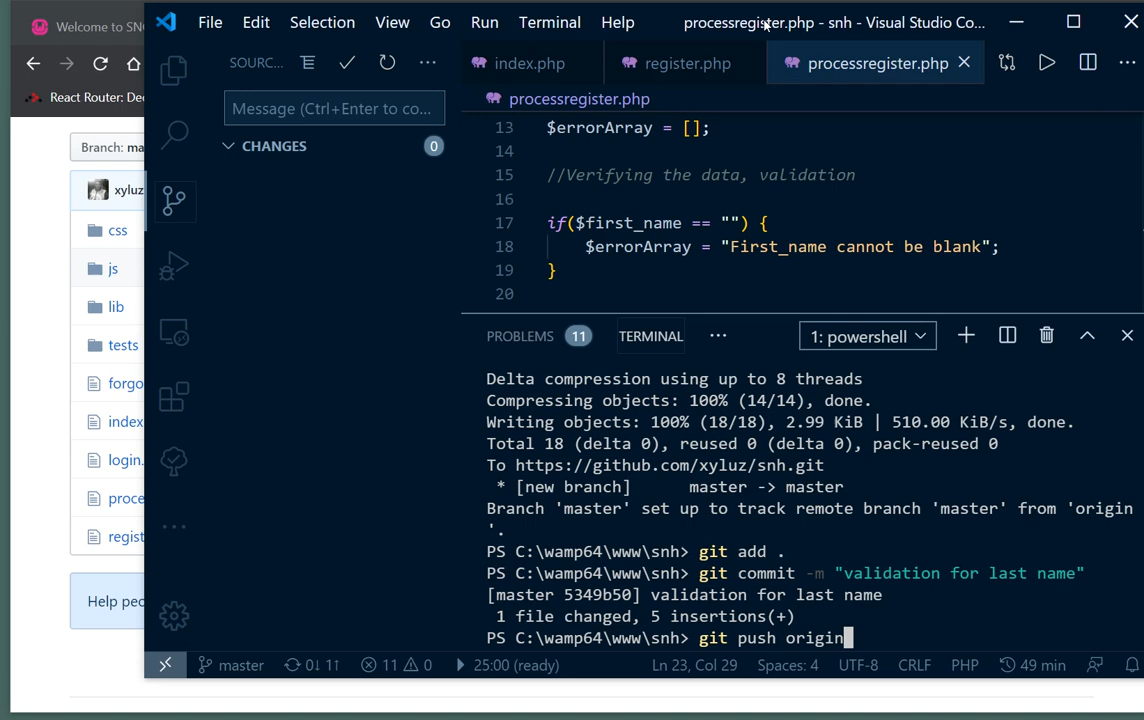 Welcome to SN
File Edit Selection View Go Run Terminal Help processregister.php - snh - Visual Studio Co...
React Router: De
SOURC...
index.php register.php processregister.php
Message (Ctrl+Enter to co...
processregister.php
CHANGES 0
Branch: ma
xyluz
css
js
lib
tests
forgo
index
login.
proce
regist
Help peo
13 $errorArray = [];
14
15 //Verifying the data, validation
16
17 if($first_name == "") {
18 $errorArray = "First_name cannot be blank";
19 }
20
PROBLEMS 11 TERMINAL ... 1: powershell
Delta compression using up to 8 threads
Compressing objects: 100% (14/14), done.
Writing objects: 100% (18/18), 2.99 KiB | 510.00 KiB/s, done.
Total 18 (delta 0), reused 0 (delta 0), pack-reused 0
To https://github.com/xyluz/snh.git
* [new branch] master -> master
Branch 'master' set up to track remote branch 'master' from 'origin
'.
PS C:\wamp64\www\snh> git add .
PS C:\wamp64\www\snh> git commit -m "validation for last name"
[master 5349b50] validation for last name
1 file changed, 5 insertions(+)
PS C:\wamp64\www\snh> git push origin
master 0↓ 1↑ 11 0 25:00 (ready) Ln 23, Col 29 Spaces: 4 UTF-8 CRLF PHP 49 min